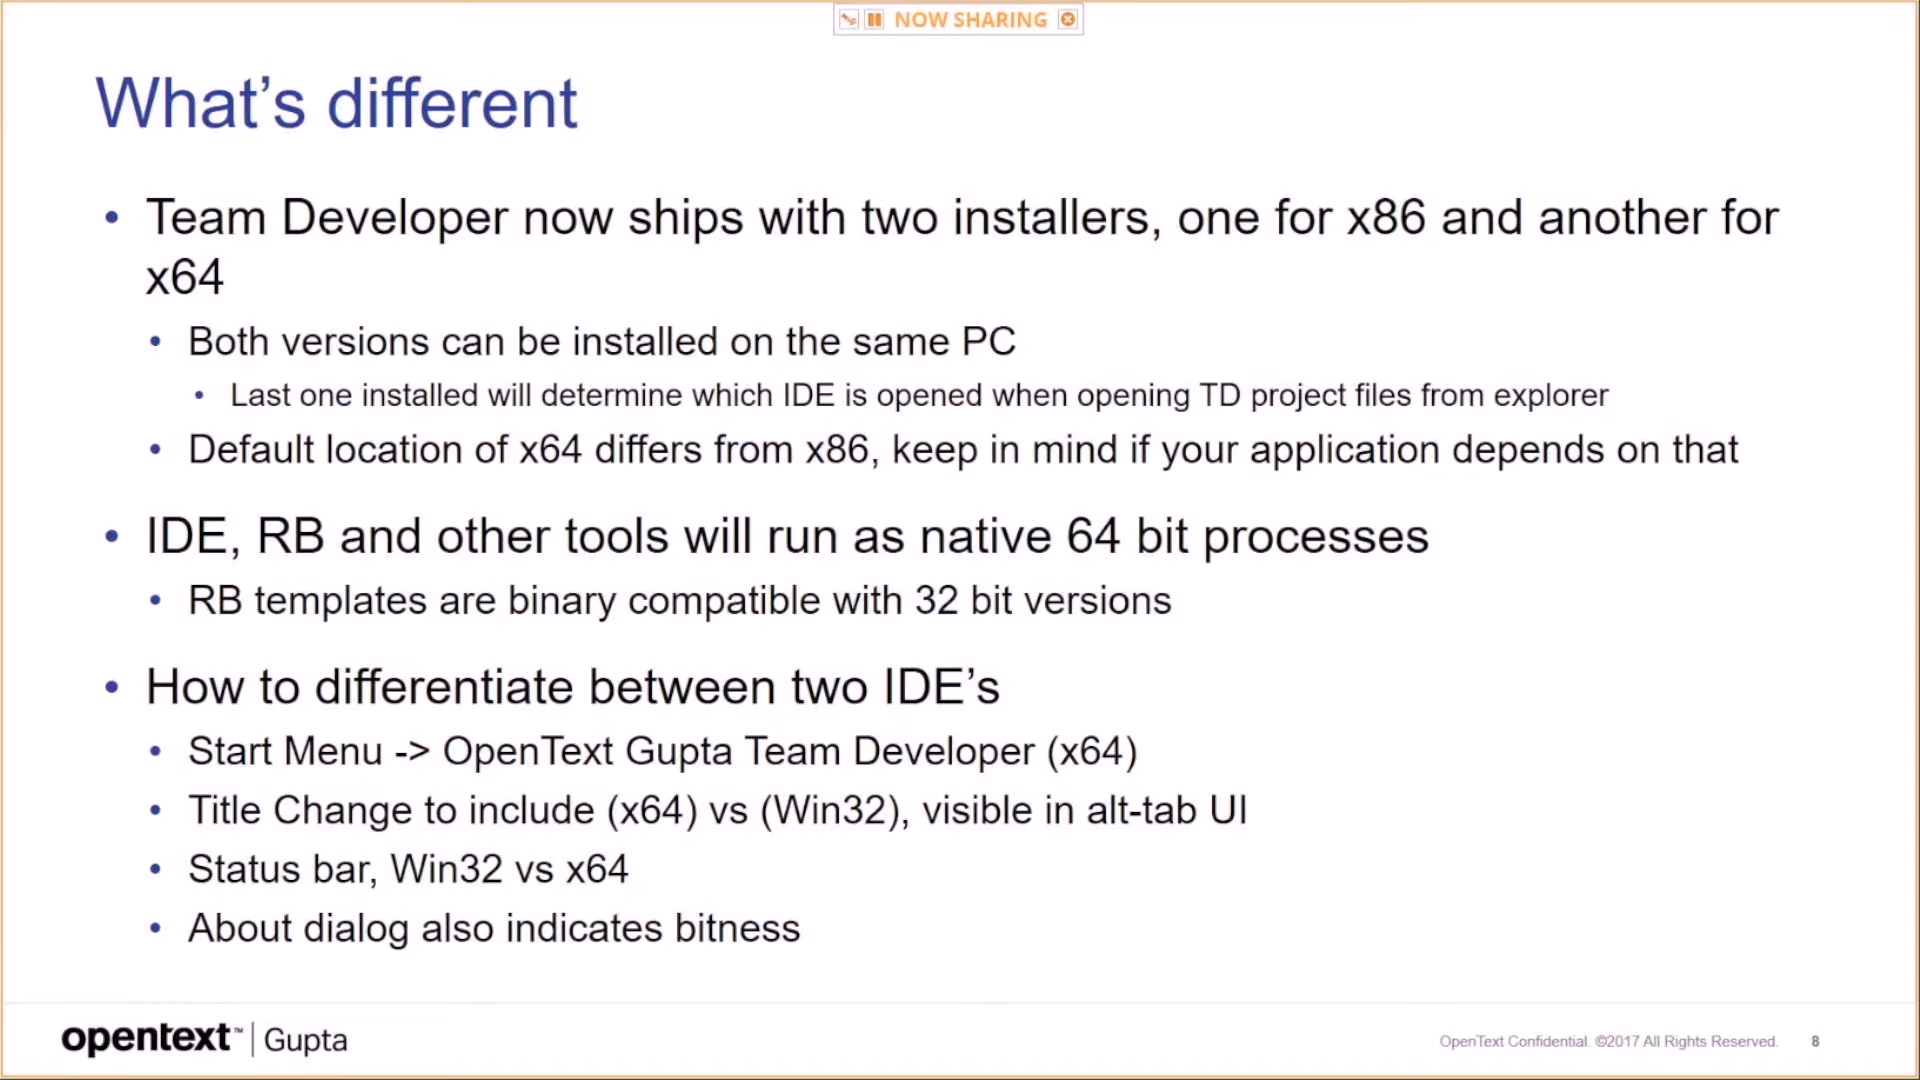 NOW SHARING
What's different
• Team Developer now ships with two installers, one for x86 and another for
x64
• Both versions can be installed on the same PC
• Last one installed will determine which IDE is opened when opening TD project files from explorer
• Default location of x64 differs from x86, keep in mind if your application depends on that
• IDE, RB and other tools will run as native 64 bit processes
• RB templates are binary compatible with 32 bit versions
• How to differentiate between two IDE’s
• Start Menu -> OpenText Gupta Team Developer (x64)
• Title Change to include (x64) vs (Win32), visible in alt-tab UI
• Status bar, Win32 vs x64
• About dialog also indicates bitness
opentext™ | Gupta
OpenText Confidential. ©2017 All Rights Reserved. 8